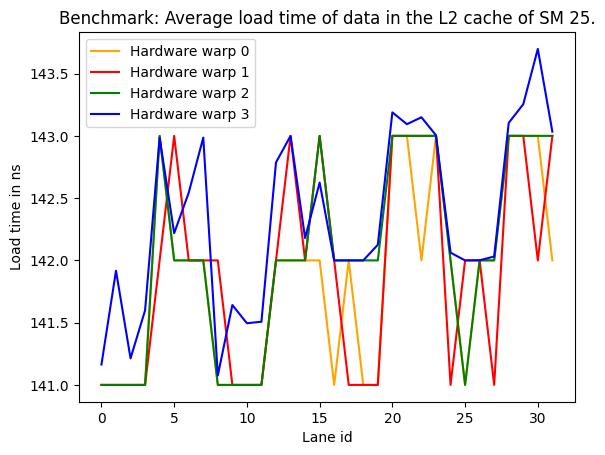 Benchmark: Average load time of data in the L2 cache of SM 25.
Hardware warp 0
Hardware warp 1
Hardware warp 2
Hardware warp 3
Load time in ns
143.5
143.0
142.5
142.0
141.5
141.0
0 5 10 15 20 25 30
Lane id